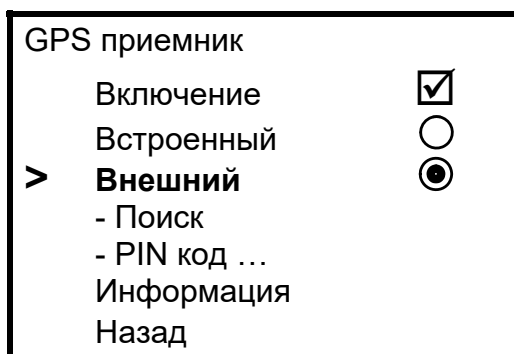 GPS приемник
Включение
Встроенный
> Внешний
- Поиск
- PIN код …
Информация
Назад